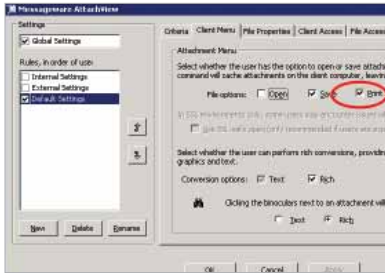 Messageware AttachView
Settings
Global Settings
Rules, in order of use:
Internal Settings
External Settings
Default Settings
New Delete Rename
Criteria Client Menu File Properties Client Access File Access
Attachment Menu
Select whether the user has the option to open or save attach
command will cache attachments on the client computer, leavin
File options: Open Save Print
Select whether the user can perform rich conversions, providin
graphics and text.
Conversion options: Text Rich
Clicking the binoculars next to an attachment will
Text Rich
OK Cancel Apply